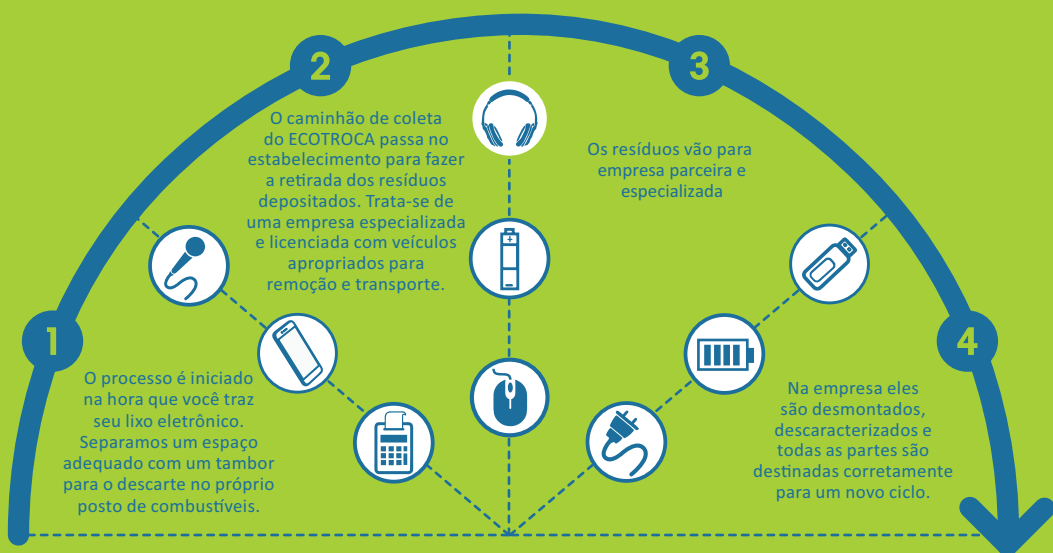 1
O processo é iniciado
na hora que você traz
seu lixo eletrônico.
Separamos um espaço
adequado com um tambor
para o descarte no próprio
posto de combustíveis.
2
O caminhão de coleta
do ECOTROCA passa no
estabelecimento para fazer
a retirada dos resíduos
depositados. Trata-se de
uma empresa especializada
e licenciada com veículos
apropriados para
remoção e transporte.
3
Os resíduos vão para
empresa parceira e
especializada
4
Na empresa eles
são desmontados,
descaracterizados e
todas as partes são
destinadas corretamente
para um novo ciclo.